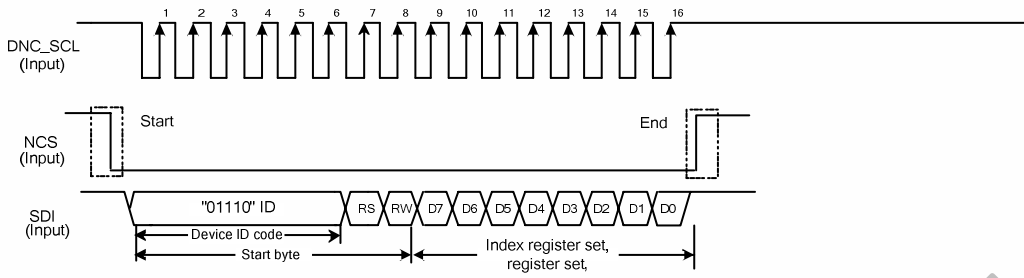 1 2 3 4 5 6 7 8 9 10 11 12 13 14 15 16
DNC_SCL
(Input)
Start
End
NCS
(Input)
SDI
(Input)
"01110" ID
RS
RW
D7
D6
D5
D4
D3
D2
D1
D0
Device ID code
Start byte
Index register set,
register set,